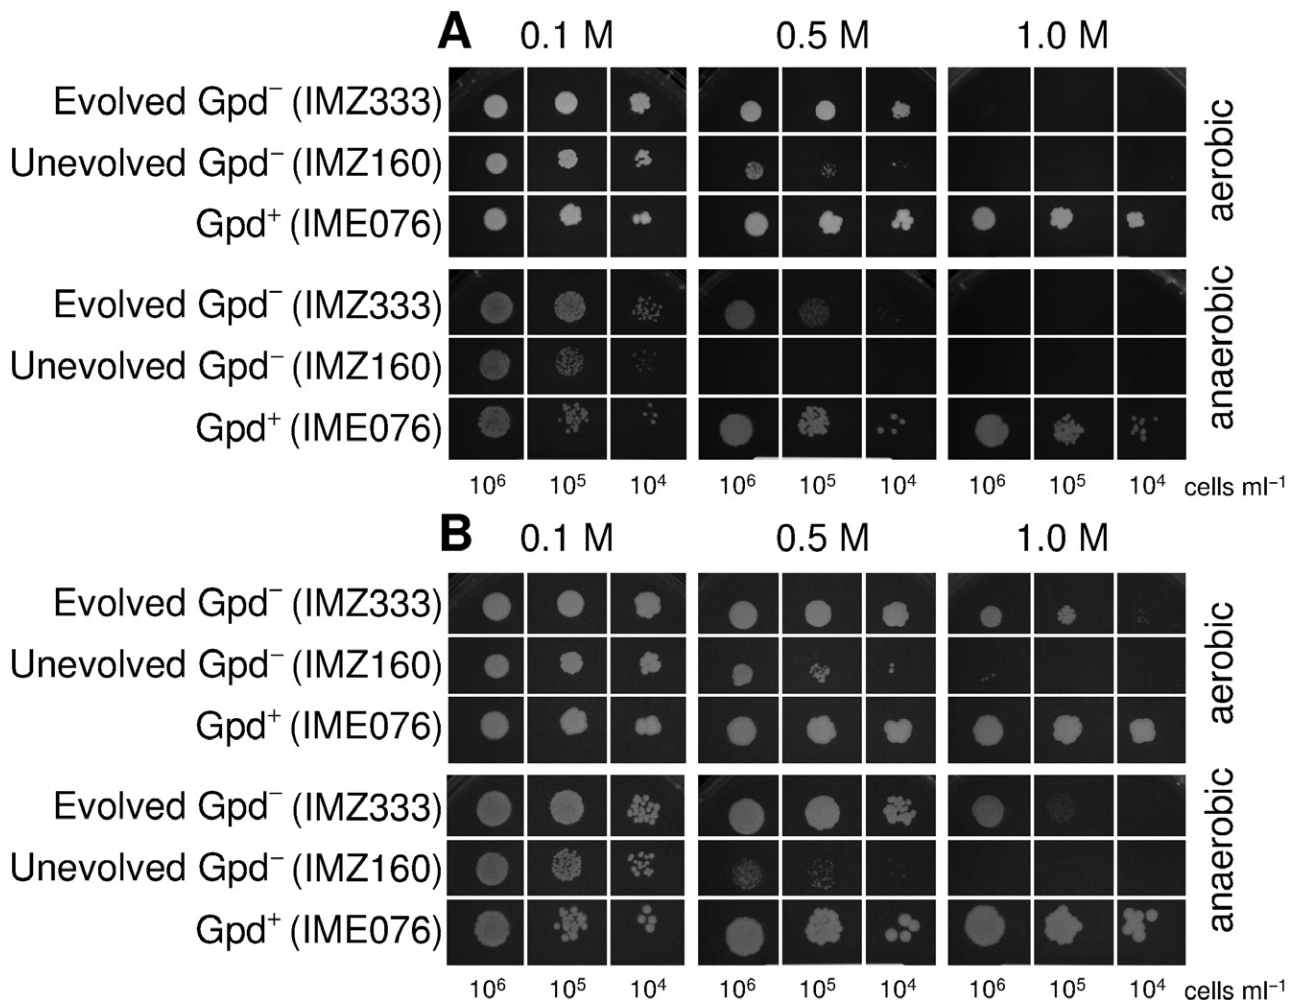 A 0.1 M 0.5 M 1.0 M
Evolved Gpd⁻ (IMZ333)
Unevolved Gpd⁻ (IMZ160)
Gpd⁺ (IME076)
aerobic
Evolved Gpd⁻ (IMZ333)
Unevolved Gpd⁻ (IMZ160)
Gpd⁺ (IME076)
anaerobic
10⁶ 10⁵ 10⁴ 10⁶ 10⁵ 10⁴ 10⁶ 10⁵ 10⁴ cells ml⁻¹
B 0.1 M 0.5 M 1.0 M
Evolved Gpd⁻ (IMZ333)
Unevolved Gpd⁻ (IMZ160)
Gpd⁺ (IME076)
aerobic
Evolved Gpd⁻ (IMZ333)
Unevolved Gpd⁻ (IMZ160)
Gpd⁺ (IME076)
anaerobic
10⁶ 10⁵ 10⁴ 10⁶ 10⁵ 10⁴ 10⁶ 10⁵ 10⁴ cells ml⁻¹